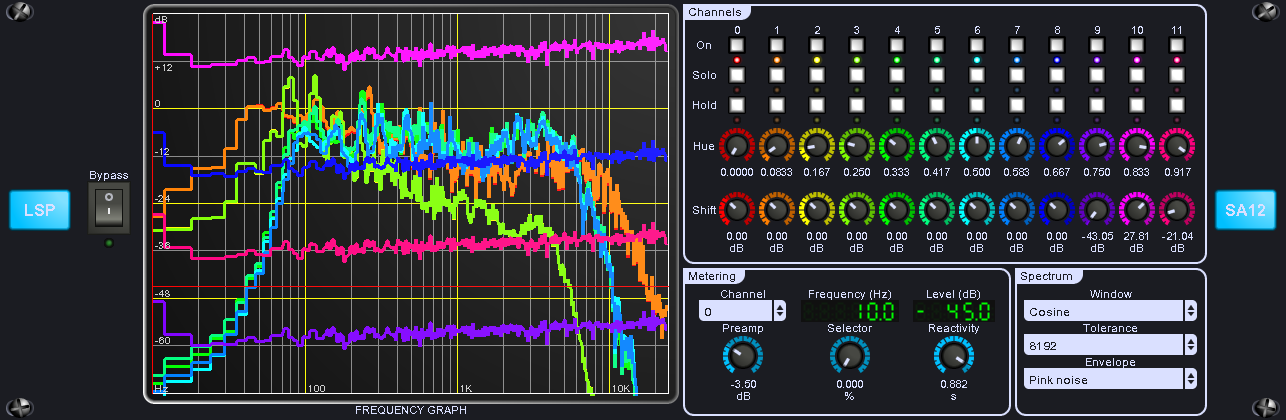 LSP
Bypass
dB
+12
0
-12
-24
-36
-48
-60
Hz
100
1K
10K
FREQUENCY GRAPH
Channels
0 1 2 3 4 5 6 7 8 9 10 11
On
Solo
Hold
Hue
0.0000 0.0833 0.167 0.250 0.333 0.417 0.500 0.583 0.667 0.750 0.833 0.917
Shift
0.00 0.00 0.00 0.00 0.00 0.00 0.00 0.00 0.00 -43.05 27.81 -21.04
dB dB dB dB dB dB dB dB dB dB dB dB
SA12
Metering
Channel Frequency (Hz) Level (dB)
0 10.0 - 45.0
Preamp Selector Reactivity
-3.50 0.000 0.882
dB % s
Spectrum
Window
Cosine
Tolerance
8192
Envelope
Pink noise